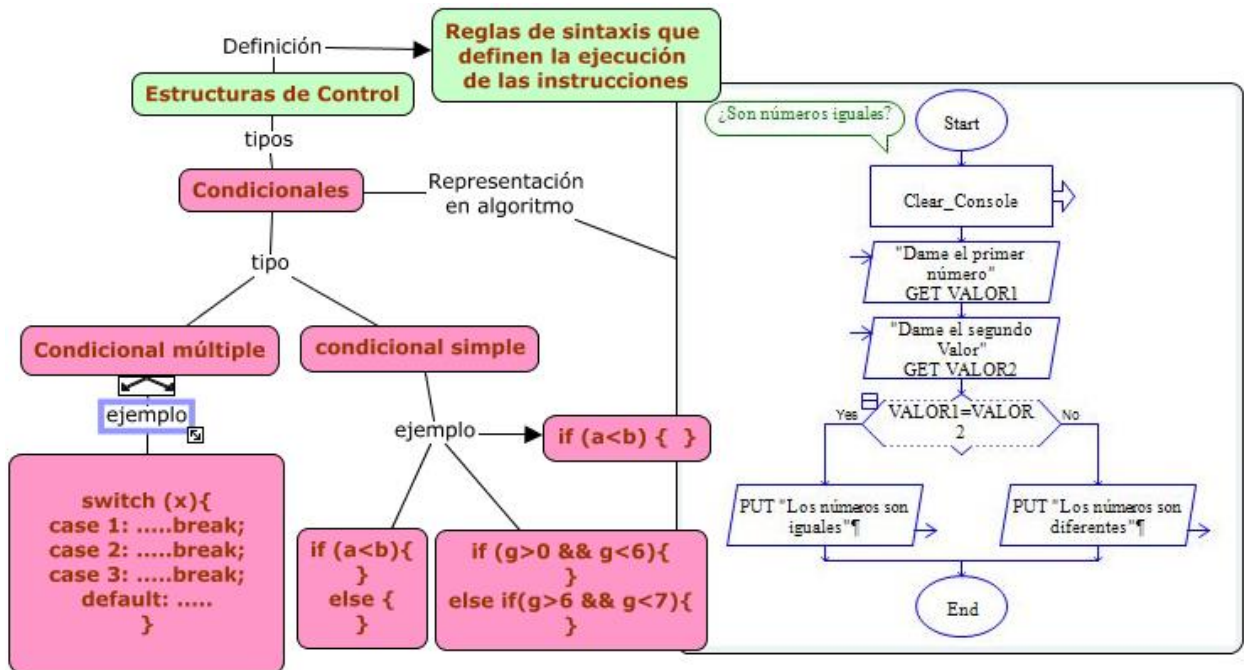 Definición
Reglas de sintaxis que
definen la ejecución
de las instrucciones
Estructuras de Control
tipos
Condicionales
Representación
en algoritmo
tipo
Condicional múltiple
condicional simple
ejemplo
switch (x){
case 1: .....break;
case 2: .....break;
case 3: .....break;
default: .....
}
ejemplo
if (a<b) {  }
if (a<b){
}
else {
}
if (g>0 && g<6){
}
else if(g>6 && g<7){
}
¿Son números iguales?
Start
Clear_Console
"Dame el primer
número"
GET VALOR1
"Dame el segundo
Valor"
GET VALOR2
Yes
VALOR1=VALOR
2
No
PUT "Los números son
iguales"¶
PUT "Los números son
diferentes"¶
End